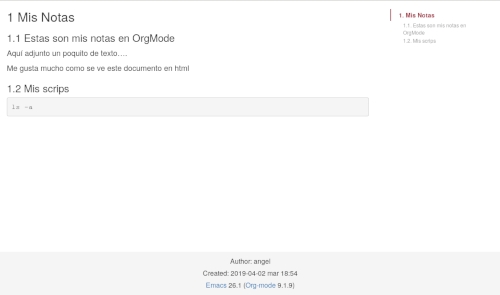 1 Mis Notas
1.1 Estas son mis notas en OrgMode
Aquí adjunto un poquito de texto….
Me gusta mucho como se ve este documento en html
1.2 Mis scrips
ls -a
1. Mis Notas
1.1. Estas son mis notas en
OrgMode
1.2. Mis scrips
Author: angel
Created: 2019-04-02 mar 18:54
Emacs 26.1 (Org-mode 9.1.9)